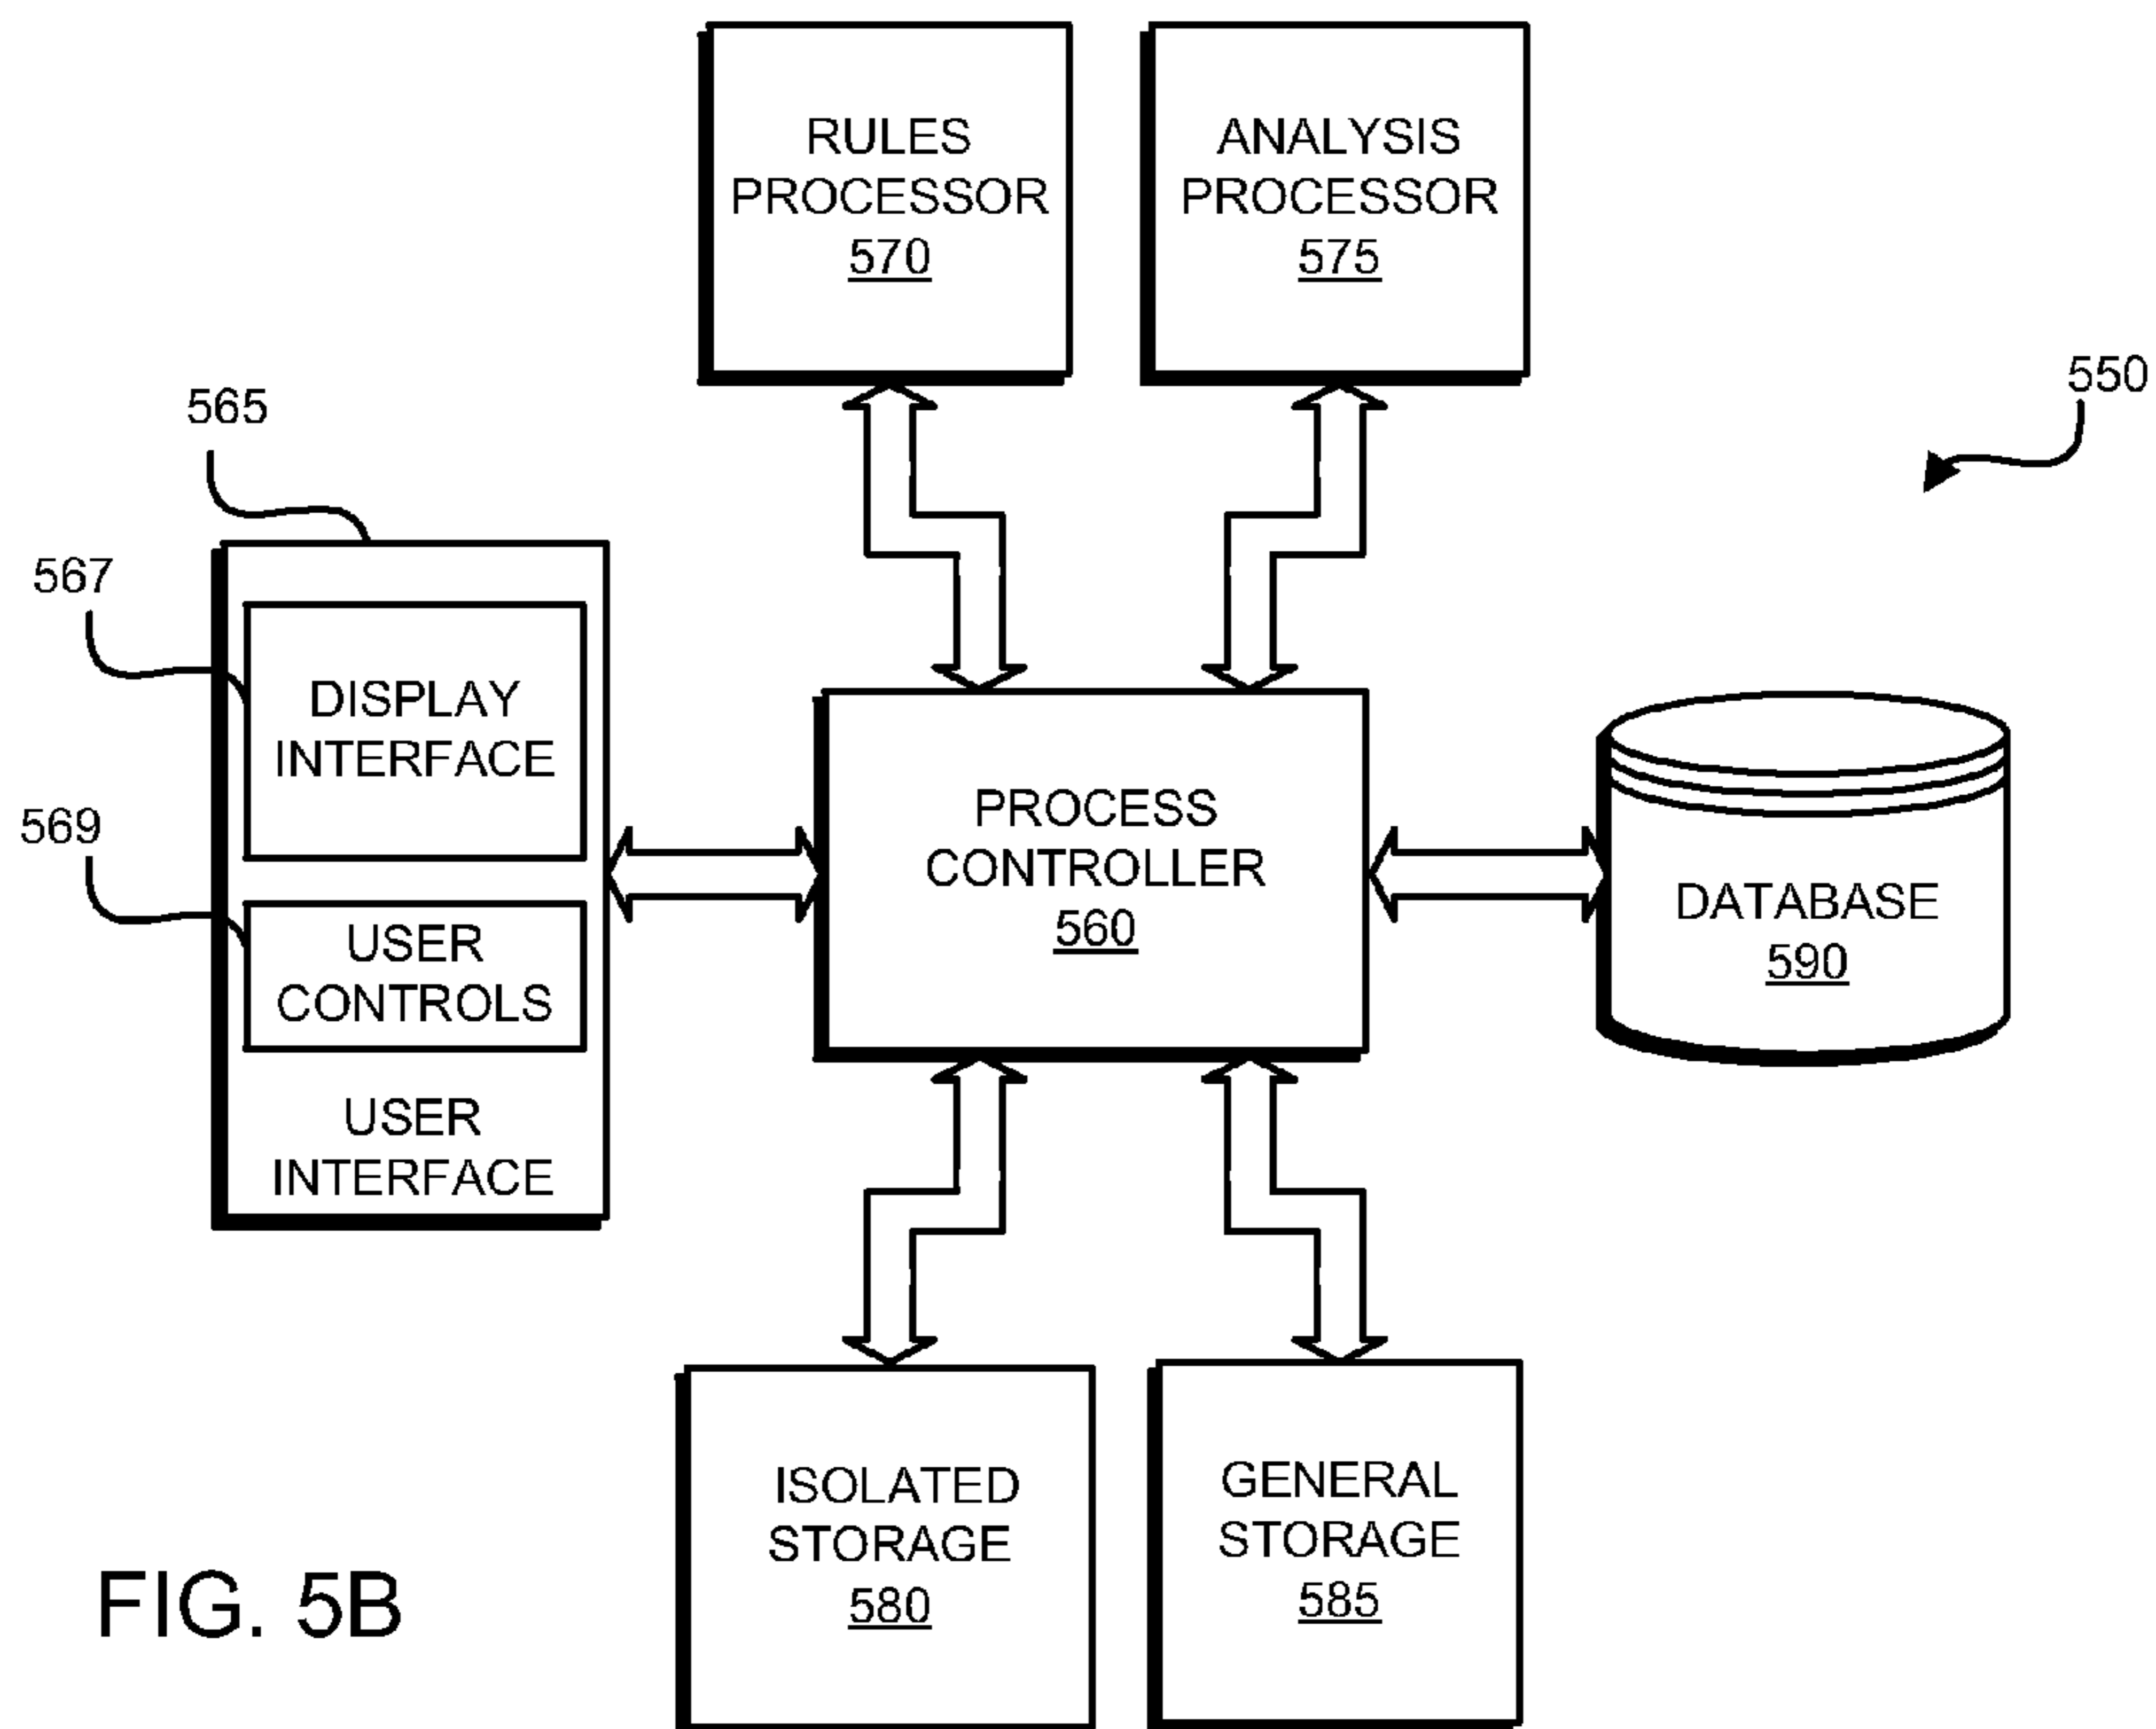 RULES
PROCESSOR
570
ANALYSIS
PROCESSOR
575
550
565
567
DISPLAY
INTERFACE
569
USER
CONTROLS
USER
INTERFACE
PROCESS
CONTROLLER
560
DATABASE
590
ISOLATED
STORAGE
580
GENERAL
STORAGE
585
FIG. 5B